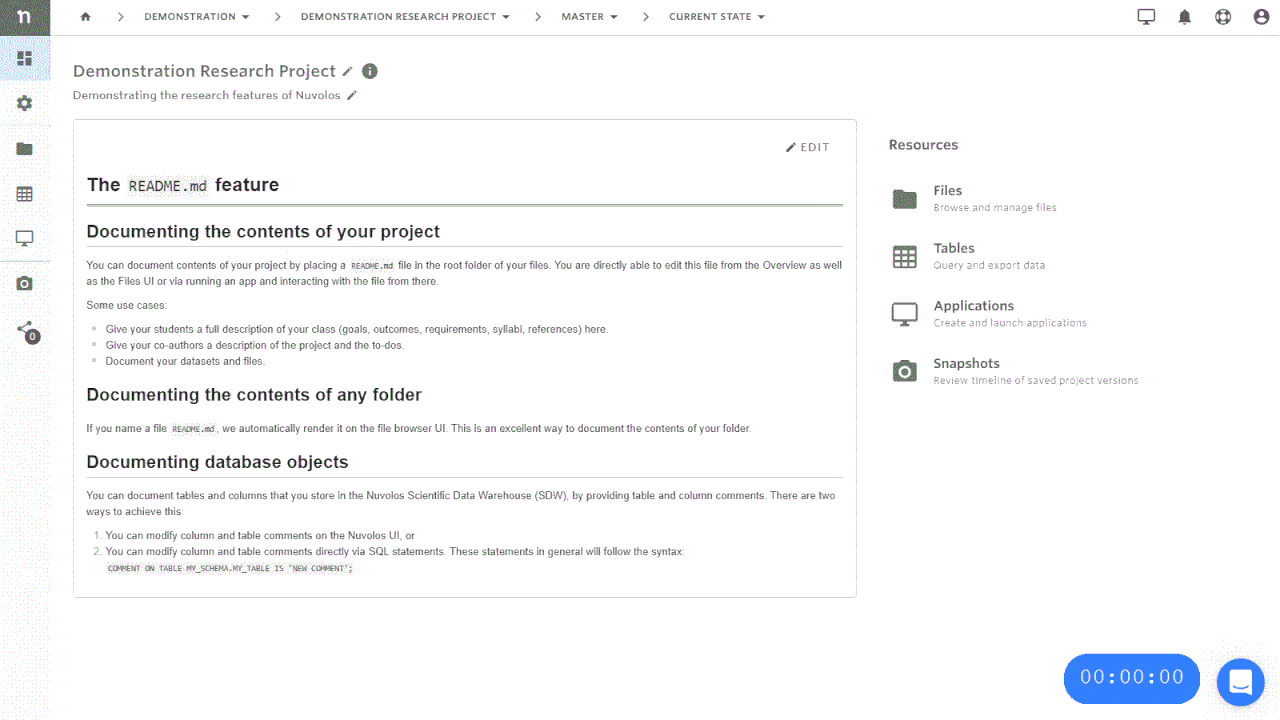 n DEMONSTRATION DEMONSTRATION RESEARCH PROJECT MASTER CURRENT STATE
Demonstration Research Project
Demonstrating the research features of Nuvolos
EDIT
The README.md feature
Documenting the contents of your project
You can document contents of your project by placing a README.md file in the root folder of your files. You are directly able to edit this file from the Overview as well
as the Files UI or via running an app and interacting with the file from there.
Some use cases:
Give your students a full description of your class (goals, outcomes, requirements, syllabi, references) here.
Give your co-authors a description of the project and the to-dos.
Document your datasets and files.
Documenting the contents of any folder
If you name a file README.md, we automatically render it on the file browser UI. This is an excellent way to document the contents of your folder.
Documenting database objects
You can document tables and columns that you store in the Nuvolos Scientific Data Warehouse (SDW), by providing table and column comments. There are two
ways to achieve this:
1. You can modify column and table comments on the Nuvolos UI, or
2. You can modify column and table comments directly via SQL statements. These statements in general will follow the syntax:
COMMENT ON TABLE MY_SCHEMA.MY_TABLE IS 'NEW COMMENT';
Resources
Files
Browse and manage files
Tables
Query and export data
Applications
Create and launch applications
Snapshots
Review timeline of saved project versions
0
00:00:00